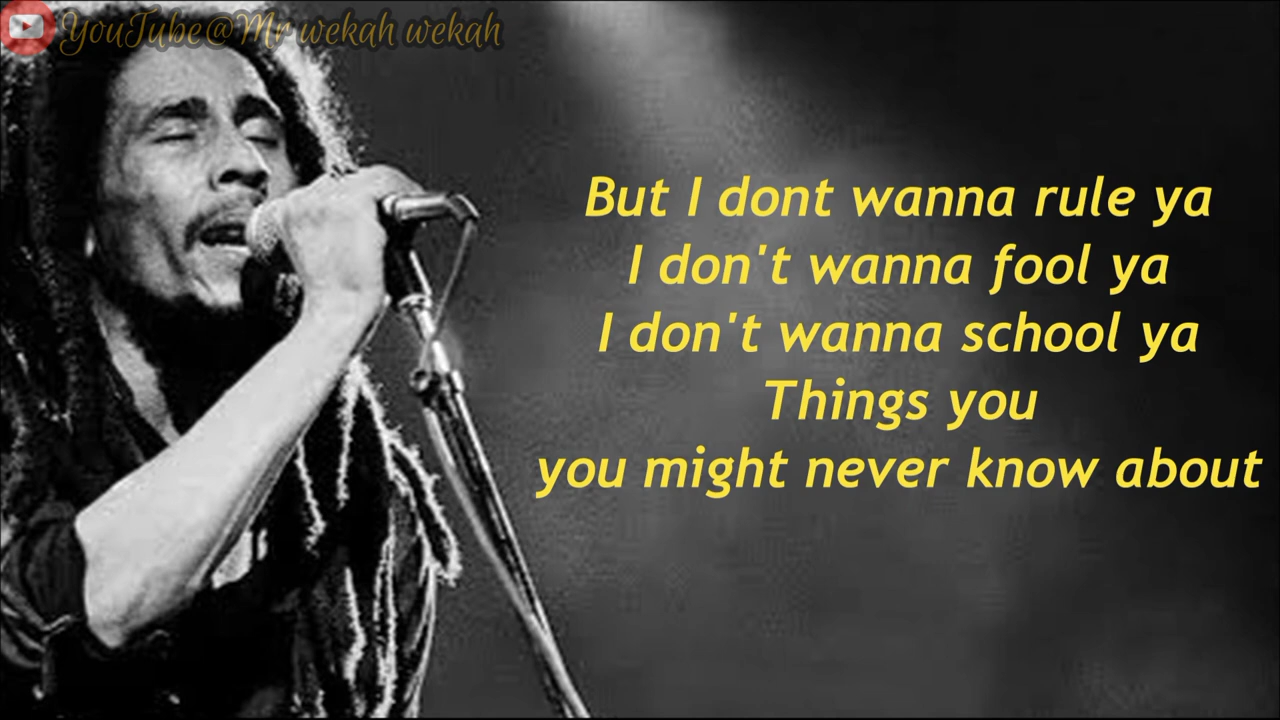 YouTube@Mr wekah wekah
But I dont wanna rule ya
I don't wanna fool ya
I don't wanna school ya
Things you
you might never know about